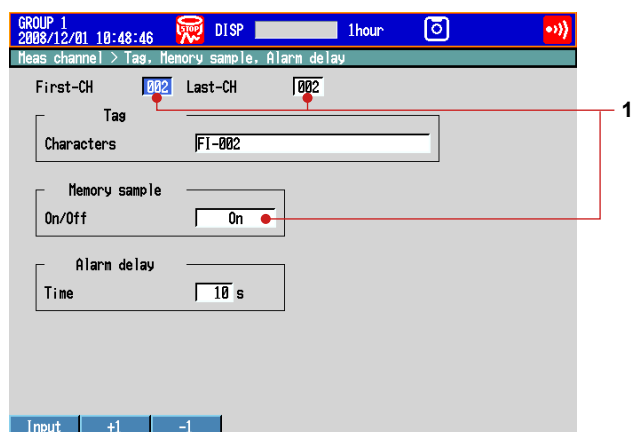 GROUP 1
2008/12/01 10:48:46 STOP DISP 1hour
Meas channel > Tag, Memory sample, Alarm delay
First-CH 002 Last-CH 002
1
Tag
Characters FI-002
Memory sample
On/Off On
Alarm delay
Time 10 s
Input +1 -1